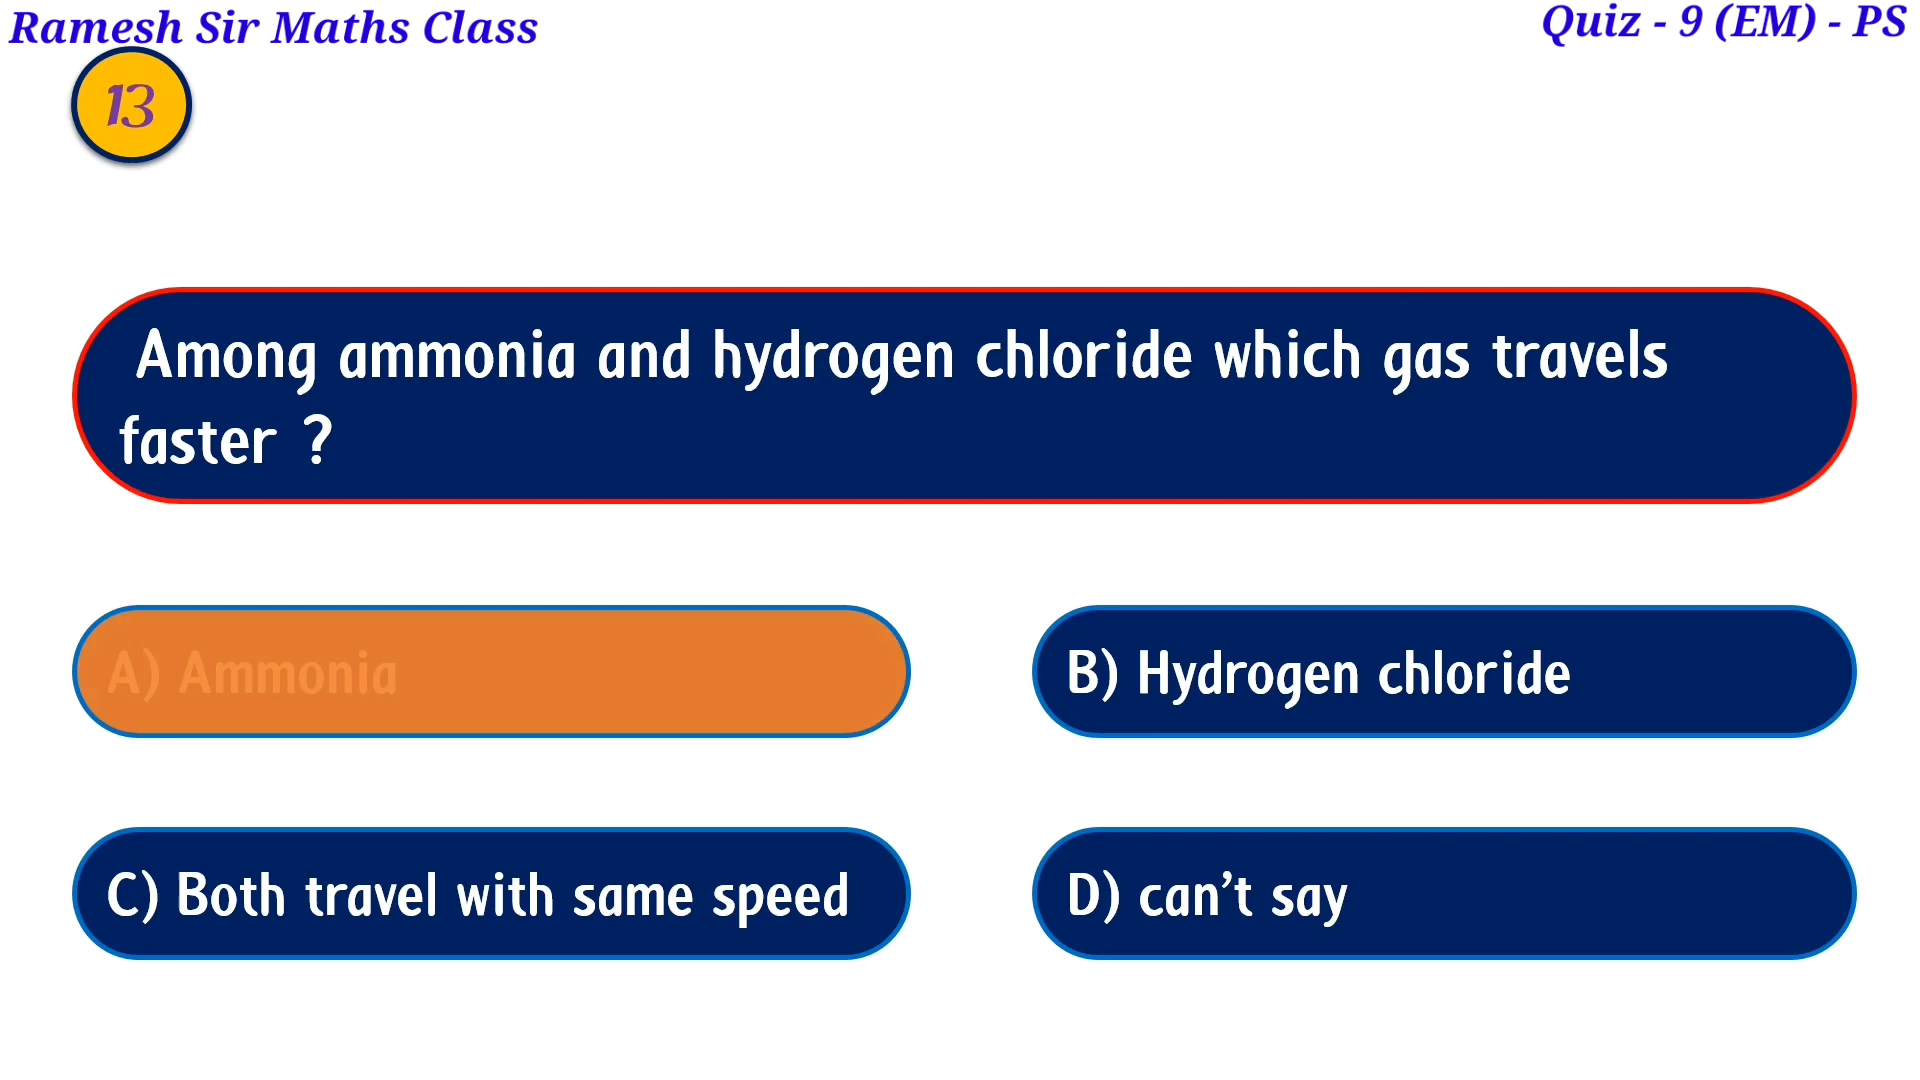 Ramesh Sir Maths Class
Quiz - 9 (EM) - PS
13
Among ammonia and hydrogen chloride which gas travels
faster ?
A) Ammonia
B) Hydrogen chloride
C) Both travel with same speed
D) can't say